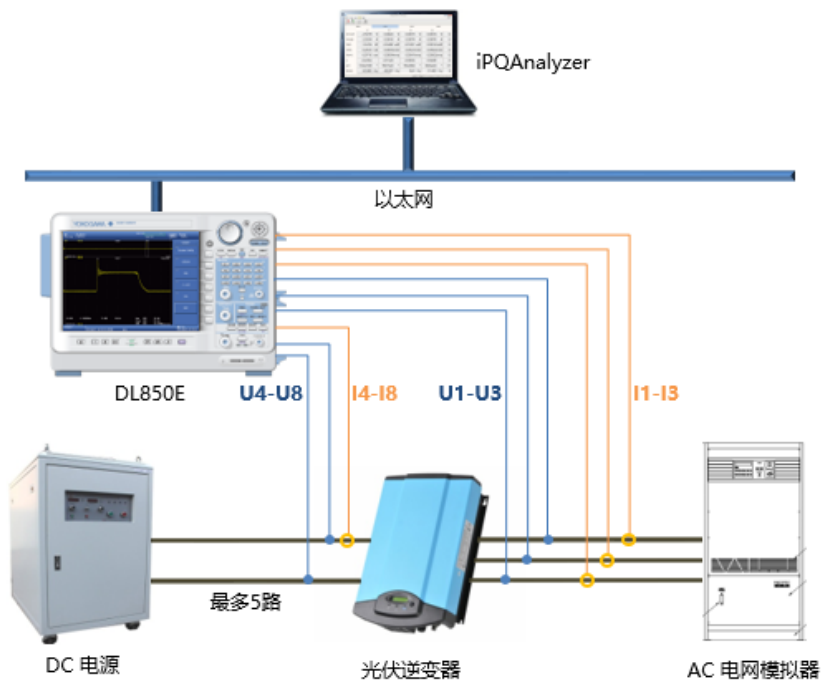 iPQAnalyzer
以太网
YOKOGAWA
DL850E
U4-U8
I4-I8
U1-U3
I1-I3
最多5路
DC 电源
光伏逆变器
AC 电网模拟器